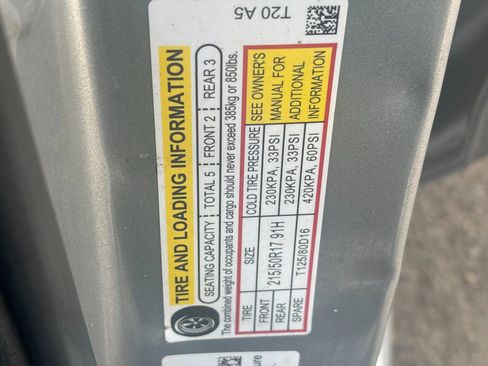 T20 A5
TIRE AND LOADING INFORMATION
SEATING CAPACITY TOTAL 5 FRONT 2 REAR 3
The combined weight of occupants and cargo should never exceed 385kg or 850lbs.
TIRE SIZE COLD TIRE PRESSURE SEE OWNER'S
FRONT 215/50R17 91H 230KPA, 33PSI MANUAL FOR
REAR 230KPA, 33PSI ADDITIONAL
SPARE T125/80D16 420KPA, 60PSI INFORMATION